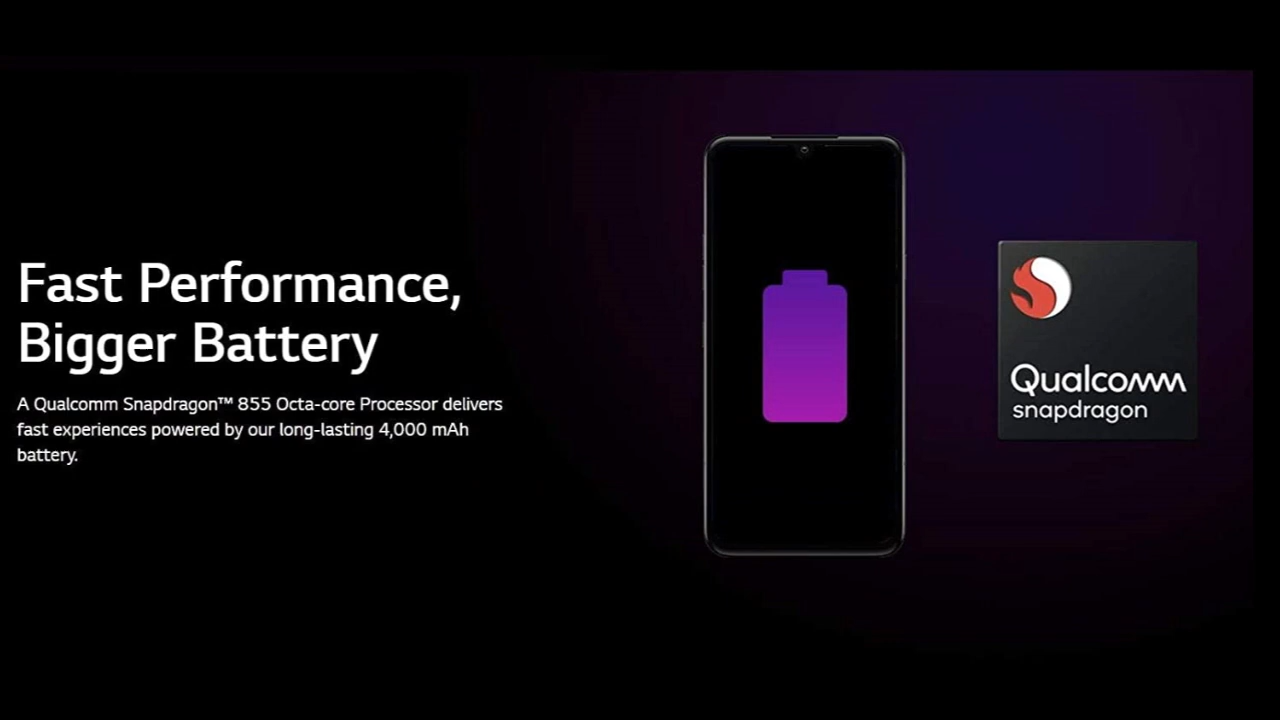 Fast Performance,
Bigger Battery
A Qualcomm Snapdragon™ 855 Octa-core Processor delivers
fast experiences powered by our long-lasting 4,000 mAh
battery.
Qualcomm
snapdragon